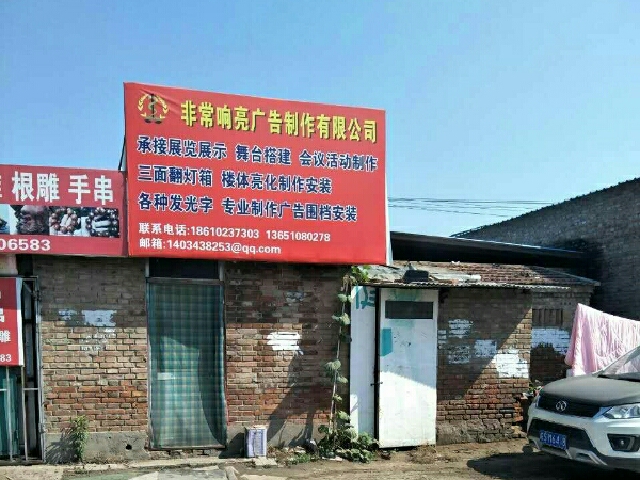 非常响亮广告制作有限公司
承接展览展示 舞台搭建 会议活动制作
三面翻灯箱 楼体亮化制作安装
各种发光字 专业制作广告围档安装
联系电话:18610237303 13651080278
邮箱:1403438253@qq.com
根雕 手串
06583
串
雕
83